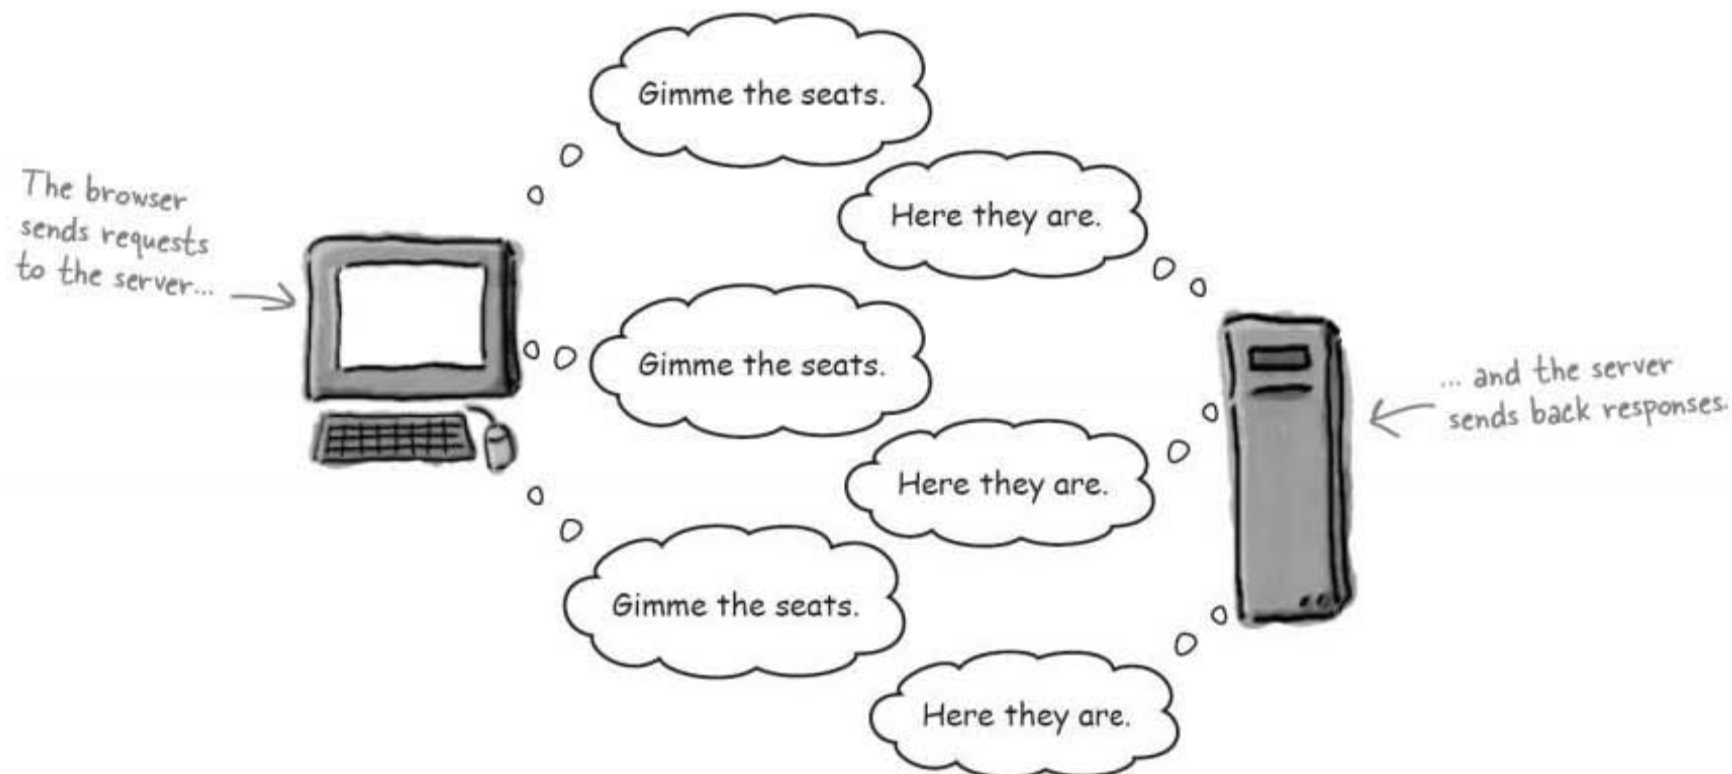 Gimme the seats.
Here they are.
The browser
sends requests
to the server...
Gimme the seats.
... and the server
sends back responses.
Here they are.
Gimme the seats.
Here they are.